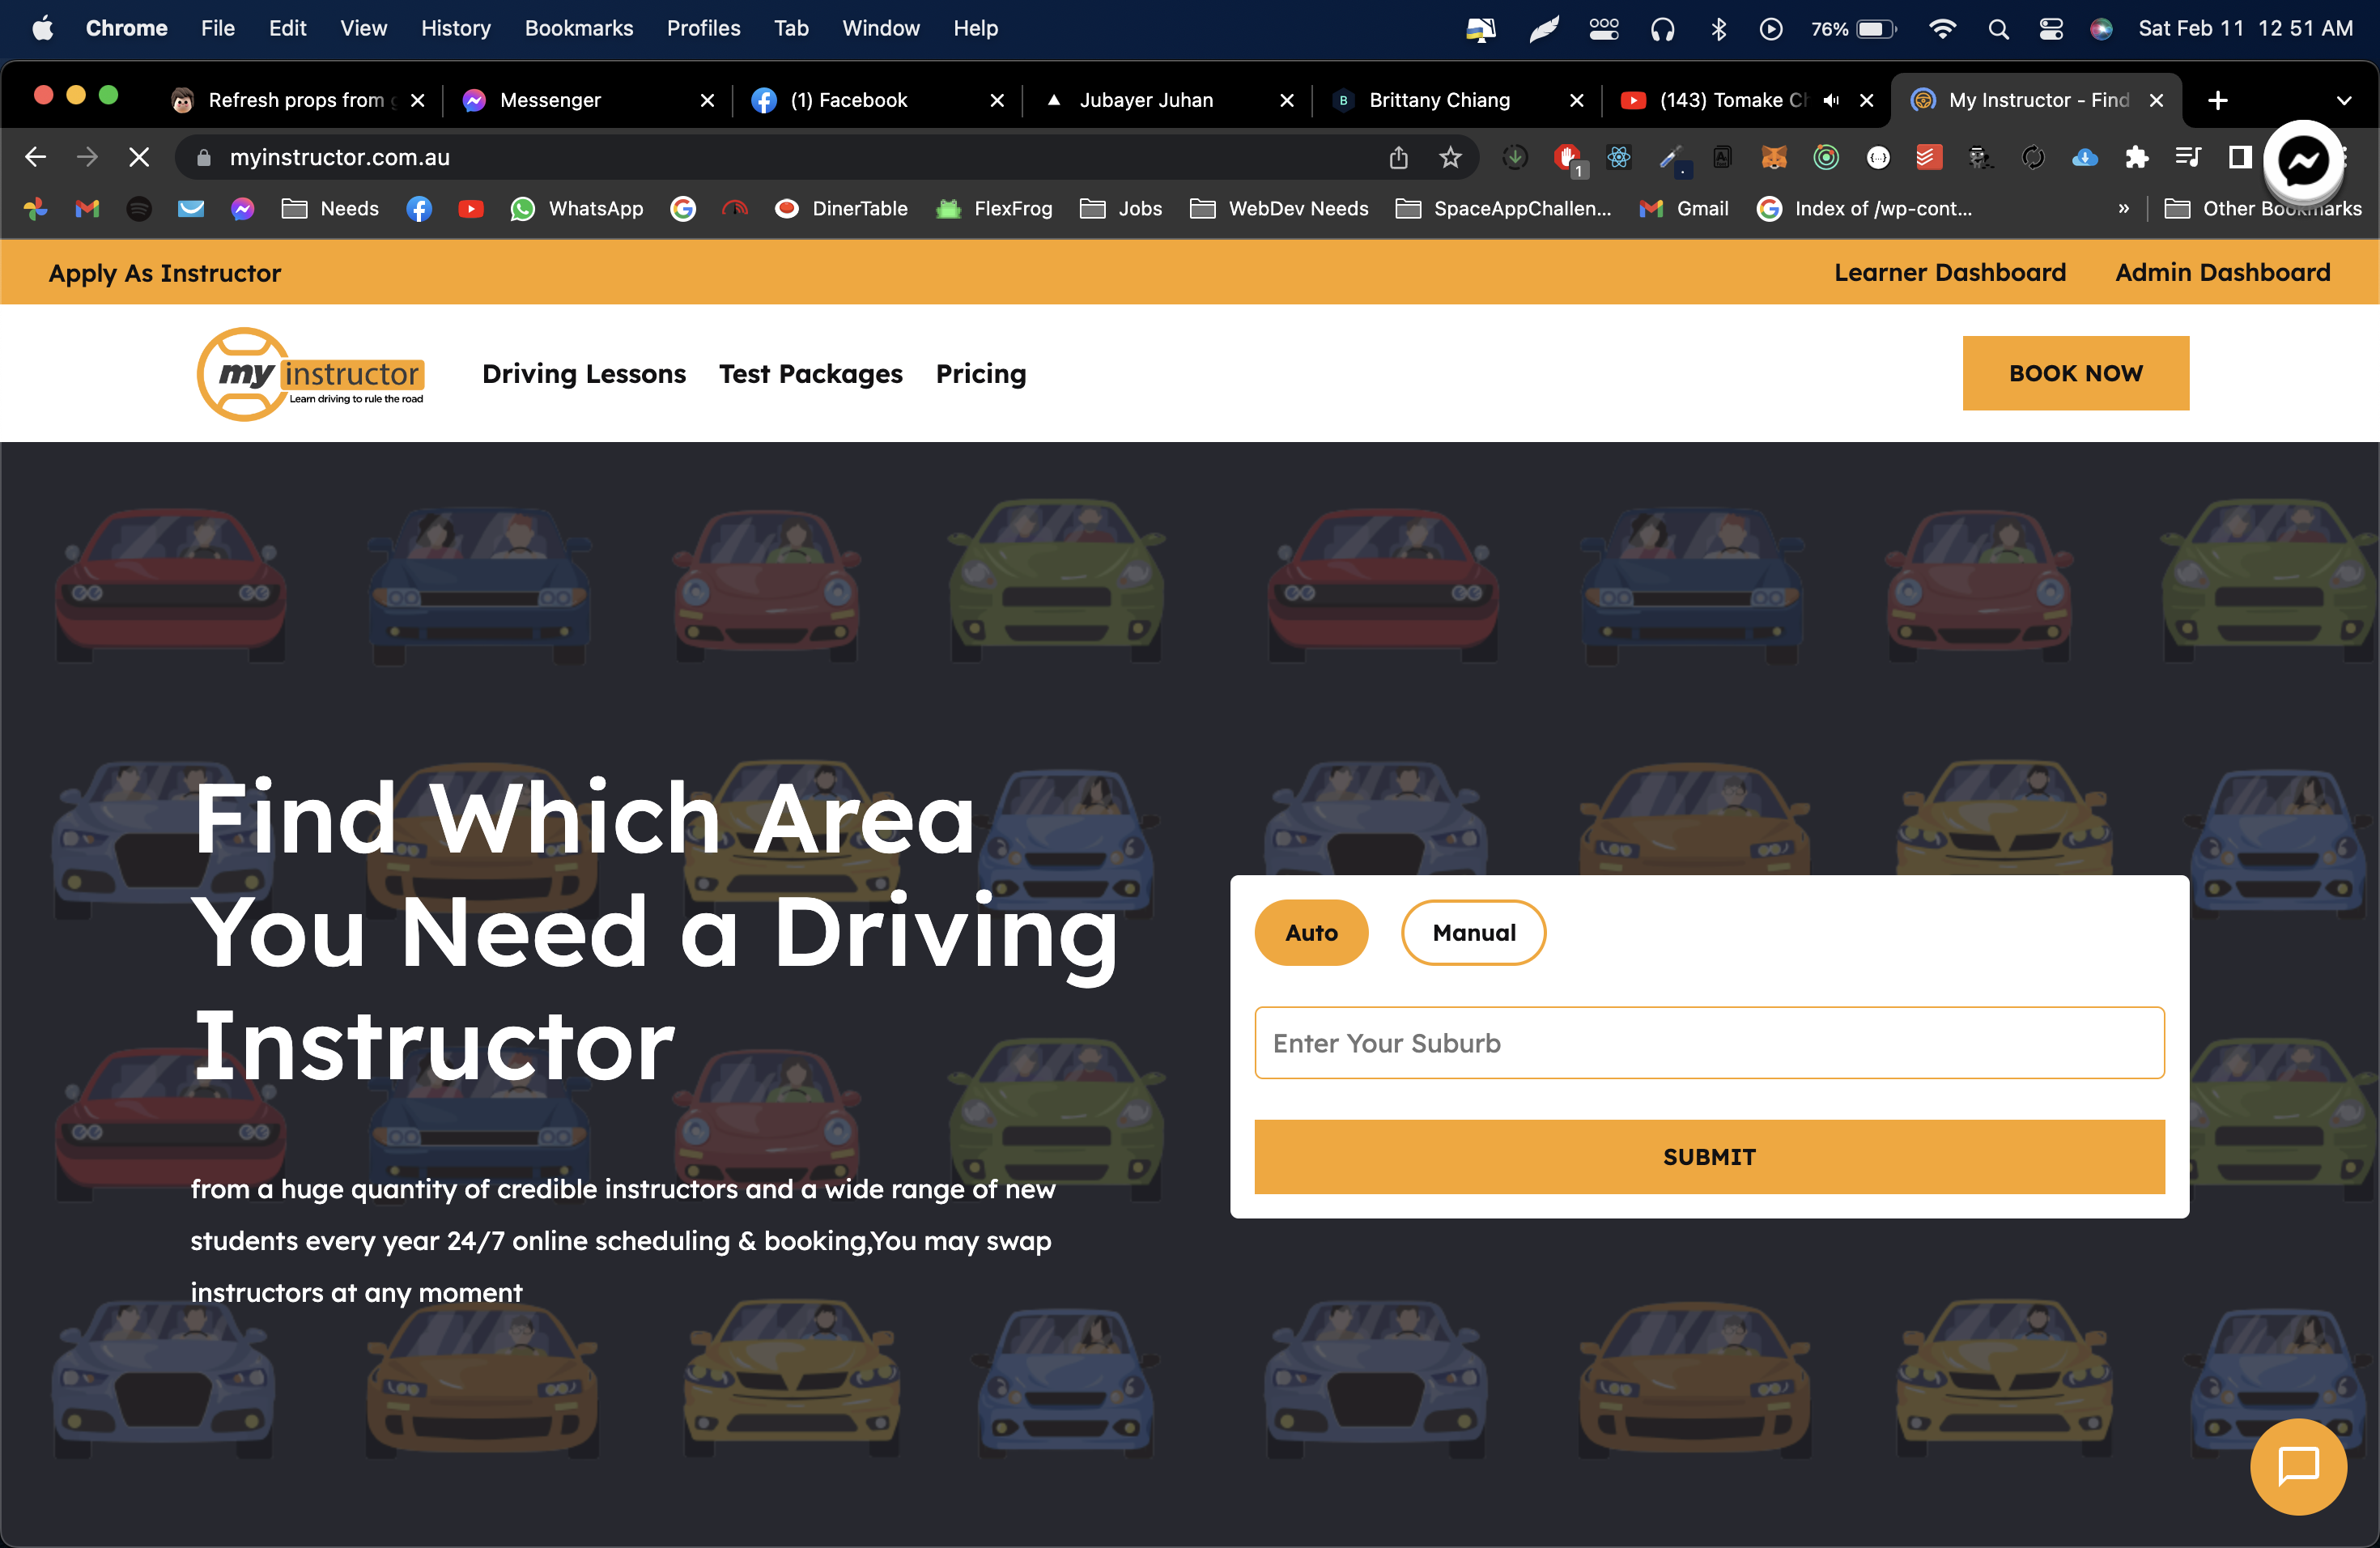 Chrome File Edit View History Bookmarks Profiles Tab Window Help 76% Sat Feb 11 12 51 AM
Refresh props from Messenger (1) Facebook Jubayer Juhan Brittany Chiang (143) Tomake My Instructor - Find
myinstructor.com.au 1
Needs WhatsApp DinerTable FlexFrog Jobs WebDev Needs SpaceAppChallen... Gmail Index of /wp-cont... » Other Bookmarks
Apply As Instructor Learner Dashboard Admin Dashboard
my instructor
Learn driving to rule the road
Driving Lessons Test Packages Pricing BOOK NOW
Find Which Area
You Need a Driving
Instructor
from a huge quantity of credible instructors and a wide range of new
students every year 24/7 online scheduling & booking,You may swap
instructors at any moment
Auto Manual
Enter Your Suburb
SUBMIT